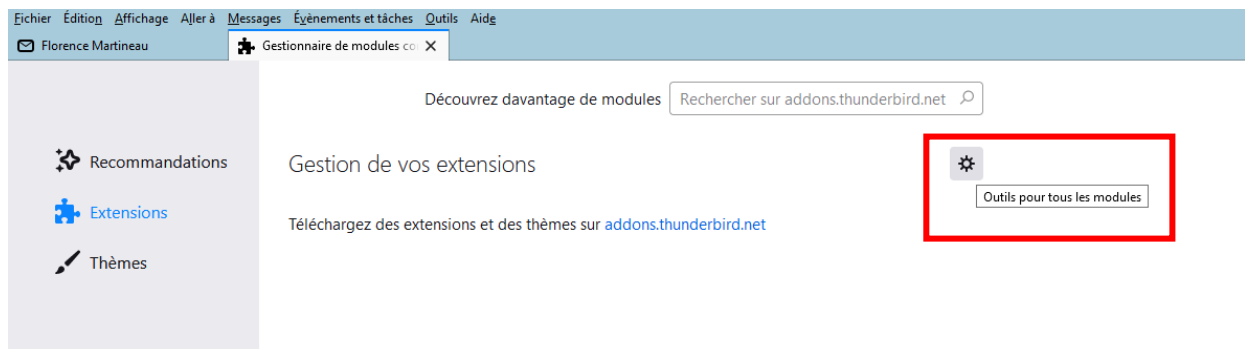 Fichier Édition Affichage Aller à Messages Évènements et tâches Outils Aide
Florence Martineau Gestionnaire de modules co
Découvrez davantage de modules Rechercher sur addons.thunderbird.net
Recommandations Gestion de vos extensions
Outils pour tous les modules
Extensions
Téléchargez des extensions et des thèmes sur addons.thunderbird.net
Thèmes